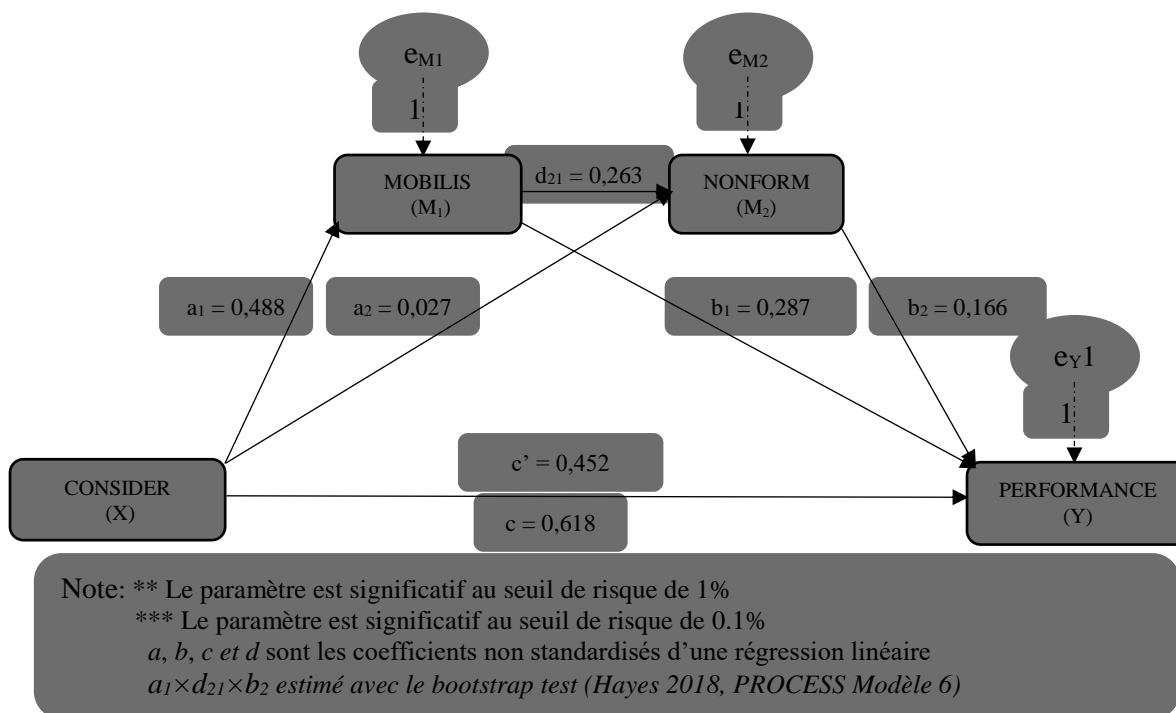 eM1
eM2
1
1
MOBILIS
(M1)
d21 = 0,263
NONFORM
(M2)
a1 = 0,488
a2 = 0,027
b1 = 0,287
b2 = 0,166
eY1
1
c’ = 0,452
CONSIDER
(X)
PERFORMANCE
(Y)
c = 0,618
Note: ** Le paramètre est significatif au seuil de risque de 1%
*** Le paramètre est significatif au seuil de risque de 0.1%
a, b, c et d sont les coefficients non standardisés d’une régression linéaire
a1×d21×b2 estimé avec le bootstrap test (Hayes 2018, PROCESS Modèle 6)